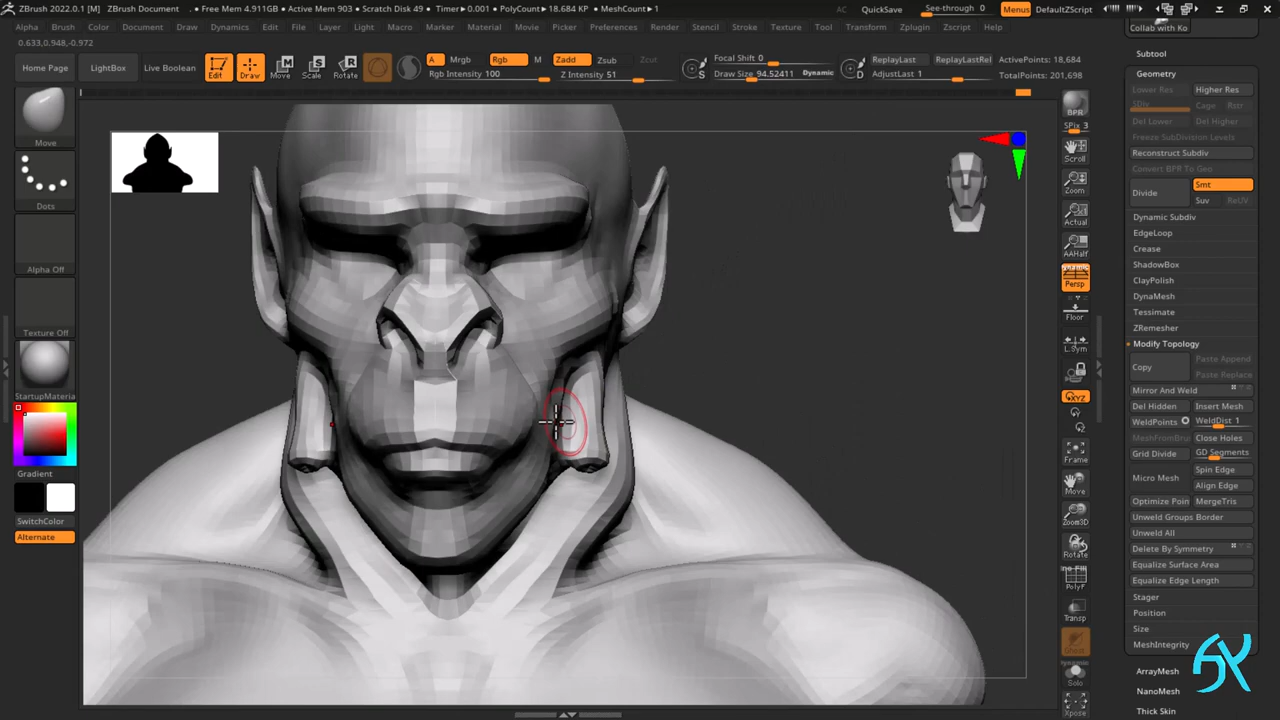 ZBrush 2022.0.1 [M] ZBrush Document . • Free Mem 4.911GB • Active Mem 903 • Scratch Disk 49 • Timer▸0.001 • PolyCount▸18.684 KP • MeshCount▸1 AC QuickSave See-through 0 Menus DefaultZScript
Alpha Brush Color Document Draw Dynamics Edit File Layer Light Macro Marker Material Movie Picker Preferences Render Stencil Stroke Texture Tool Transform Zplugin Zscript Help
0.633,0.948,-0.972
Home Page LightBox Live Boolean Edit Draw Move Scale Rotate
A Mrgb Rgb M Zadd Zsub Zcut
Rgb Intensity 100 Z Intensity 51
S Focal Shift 0
Draw Size 94.52411 Dynamic
D ReplayLast ReplayLastRel
AdjustLast 1
ActivePoints: 18,684
TotalPoints: 201,698
Move
Dots
Alpha Off
Texture Off
StartupMateria
Gradient
SwitchColor
Alternate
BPR
SPix 3
Scroll
Zoom
Actual
AAHalf
Dynamic
Persp
Floor
L.Sym
XYZ
Y
Z
Frame
Move
Zoom3D
Rotate
Line Fill
PolyF
Transp
Ghost
Dynamic
Solo
Xpose
Collab with Ko
Subtool
Geometry
Lower Res Higher Res
SDiv Cage Rstr
Del Lower Del Higher
Freeze SubDivision Levels
Reconstruct Subdiv
Convert BPR To Geo
Divide Smt
Suv ReUV
Dynamic Subdiv
EdgeLoop
Crease
ShadowBox
ClayPolish
DynaMesh
Tessimate
ZRemesher
Modify Topology
Copy Paste Append
Paste Replace
Mirror And Weld
Del Hidden Insert Mesh
WeldPoints WeldDist 1
MeshFromBru Close Holes
Grid Divide GD Segments
Micro Mesh Spin Edge
Align Edge
Optimize Poin MergeTris
Unweld Groups Border
Unweld All
Delete By Symmetry
Equalize Surface Area
Equalize Edge Length
Stager
Position
Size
MeshIntegrity
ArrayMesh
NanoMesh
Thick Skin